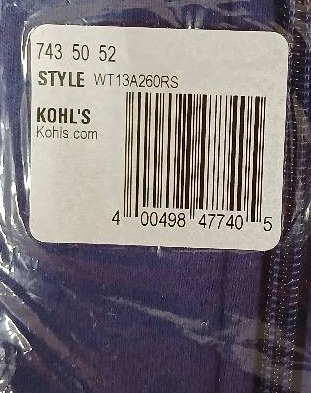 743 50 52
STYLE WT13A260RS
KOHL'S
Kohls.com
4 00498 47740 5